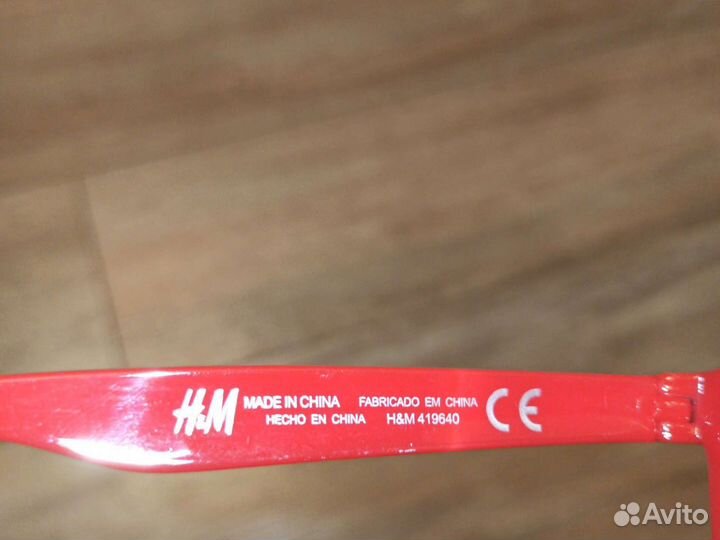 H&M MADE IN CHINA FABRICADO EM CHINA CE
HECHO EN CHINA H&M 419640
Avito